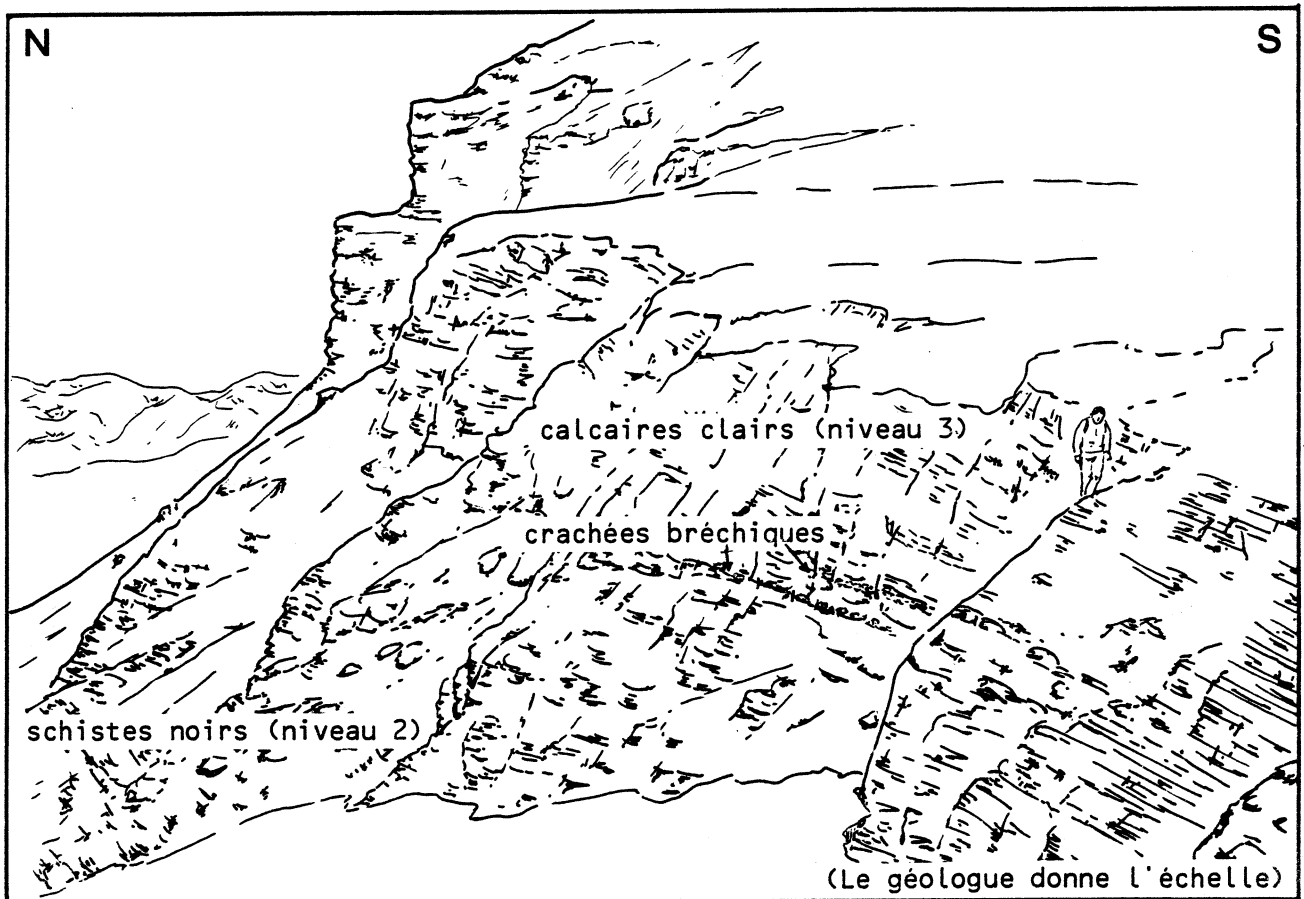 N
S
calcaires clairs (niveau 3)
crachées bréchiques
schistes noirs (niveau 2)
(Le géologue donne l'échelle)